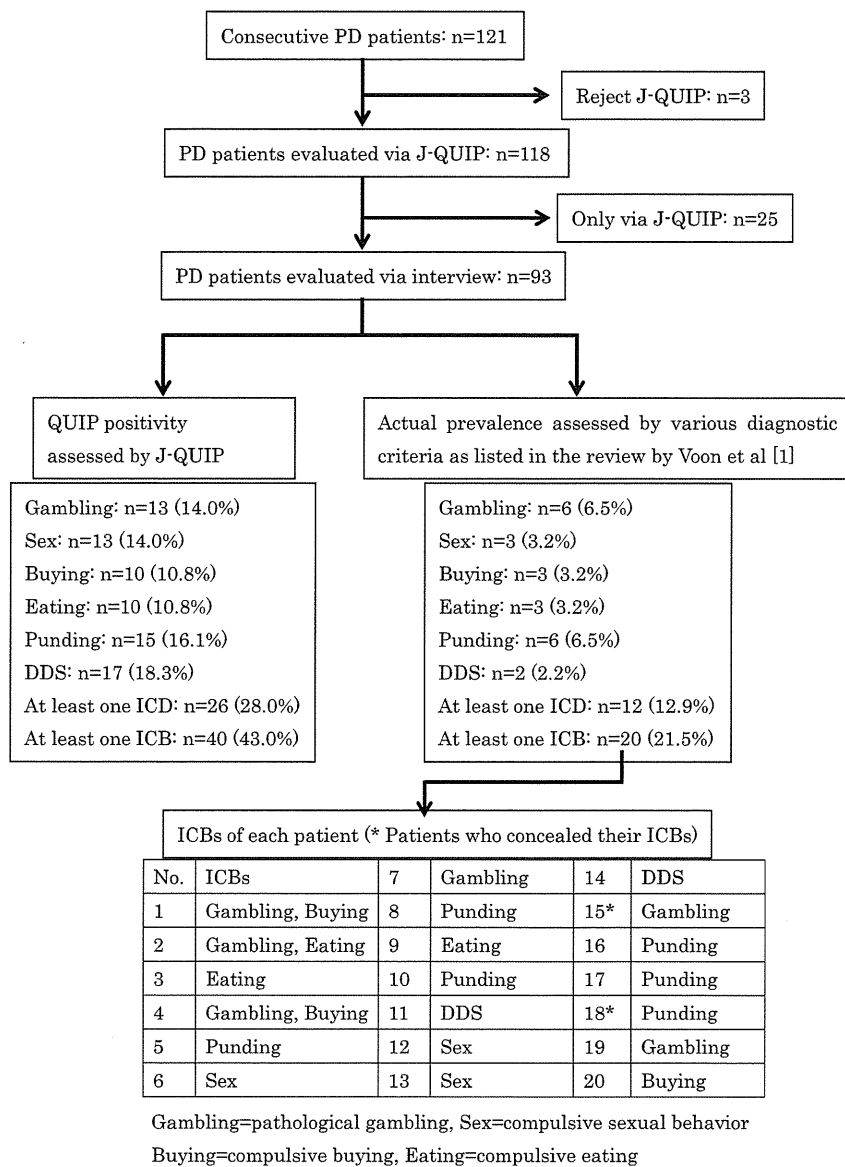 Consecutive PD patients: n=121
Reject J-QUIP: n=3
PD patients evaluated via J-QUIP: n=118
Only via J-QUIP: n=25
PD patients evaluated via interview: n=93
QUIP positivity
assessed by J-QUIP
Gambling: n=13 (14.0%)
Sex: n=13 (14.0%)
Buying: n=10 (10.8%)
Eating: n=10 (10.8%)
Punding: n=15 (16.1%)
DDS: n=17 (18.3%)
At least one ICD: n=26 (28.0%)
At least one ICB: n=40 (43.0%)
Actual prevalence assessed by various diagnostic
criteria as listed in the review by Voon et al [1]
Gambling: n=6 (6.5%)
Sex: n=3 (3.2%)
Buying: n=3 (3.2%)
Eating: n=3 (3.2%)
Punding: n=6 (6.5%)
DDS: n=2 (2.2%)
At least one ICD: n=12 (12.9%)
At least one ICB: n=20 (21.5%)
ICBs of each patient (* Patients who concealed their ICBs)
No. ICBs 7 Gambling 14 DDS
1 Gambling, Buying 8 Punding 15* Gambling
2 Gambling, Eating 9 Eating 16 Punding
3 Eating 10 Punding 17 Punding
4 Gambling, Buying 11 DDS 18* Punding
5 Punding 12 Sex 19 Gambling
6 Sex 13 Sex 20 Buying
Gambling=pathological gambling, Sex=compulsive sexual behavior
Buying=compulsive buying, Eating=compulsive eating